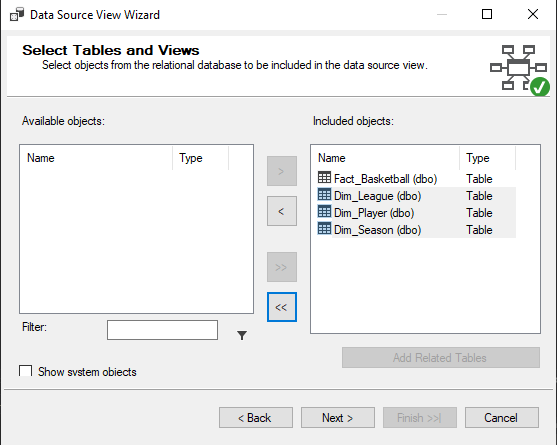 Data Source View Wizard
Select Tables and Views
Select objects from the relational database to be included in the data source view.
Available objects:
Name Type
>
<
>>
<<
Included objects:
Name Type
Fact_Basketball (dbo) Table
Dim_League (dbo) Table
Dim_Player (dbo) Table
Dim_Season (dbo) Table
Filter:
Add Related Tables
Show system objects
< Back Next > Finish >>| Cancel